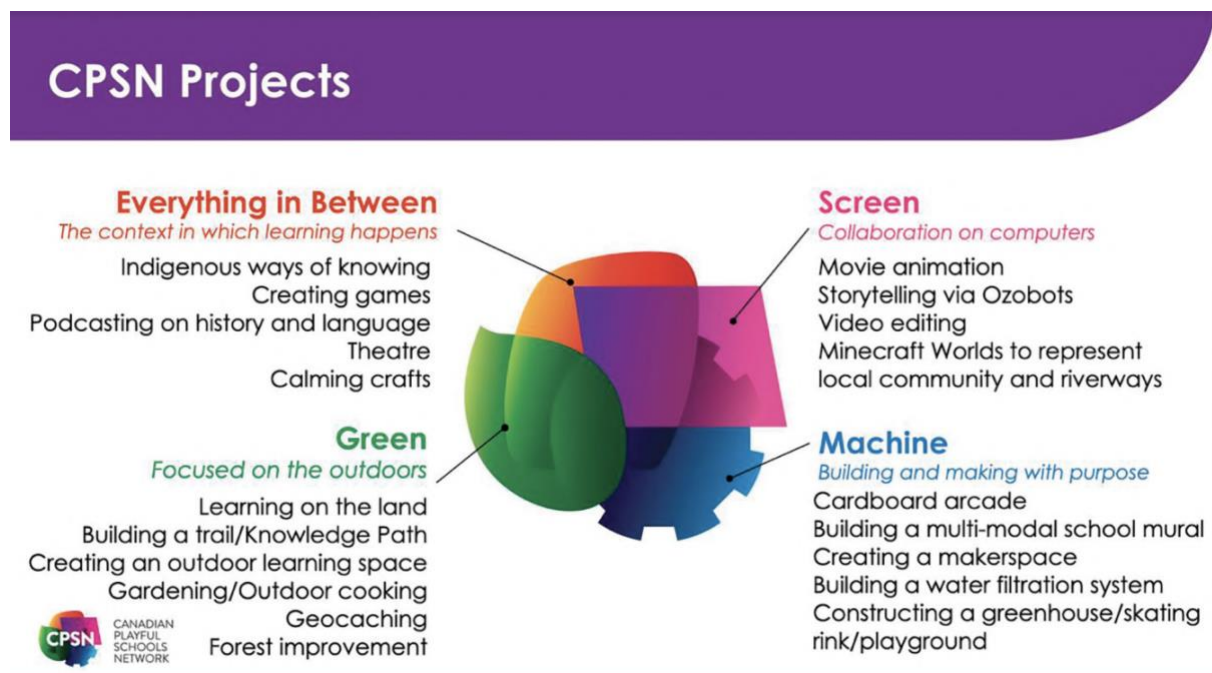 CPSN Projects
Everything in Between
The context in which learning happens
Indigenous ways of knowing
Creating games
Podcasting on history and language
Theatre
Calming crafts
Green
Focused on the outdoors
Learning on the land
Building a trail/Knowledge Path
Creating an outdoor learning space
Gardening/Outdoor cooking
Geocaching
Forest improvement
Screen
Collaboration on computers
Movie animation
Storytelling via Ozobots
Video editing
Minecraft Worlds to represent
local community and riverways
Machine
Building and making with purpose
Cardboard arcade
Building a multi-modal school mural
Creating a makerspace
Building a water filtration system
Constructing a greenhouse/skating
rink/playground
CPSN
CANADIAN
PLAYFUL
SCHOOLS
NETWORK